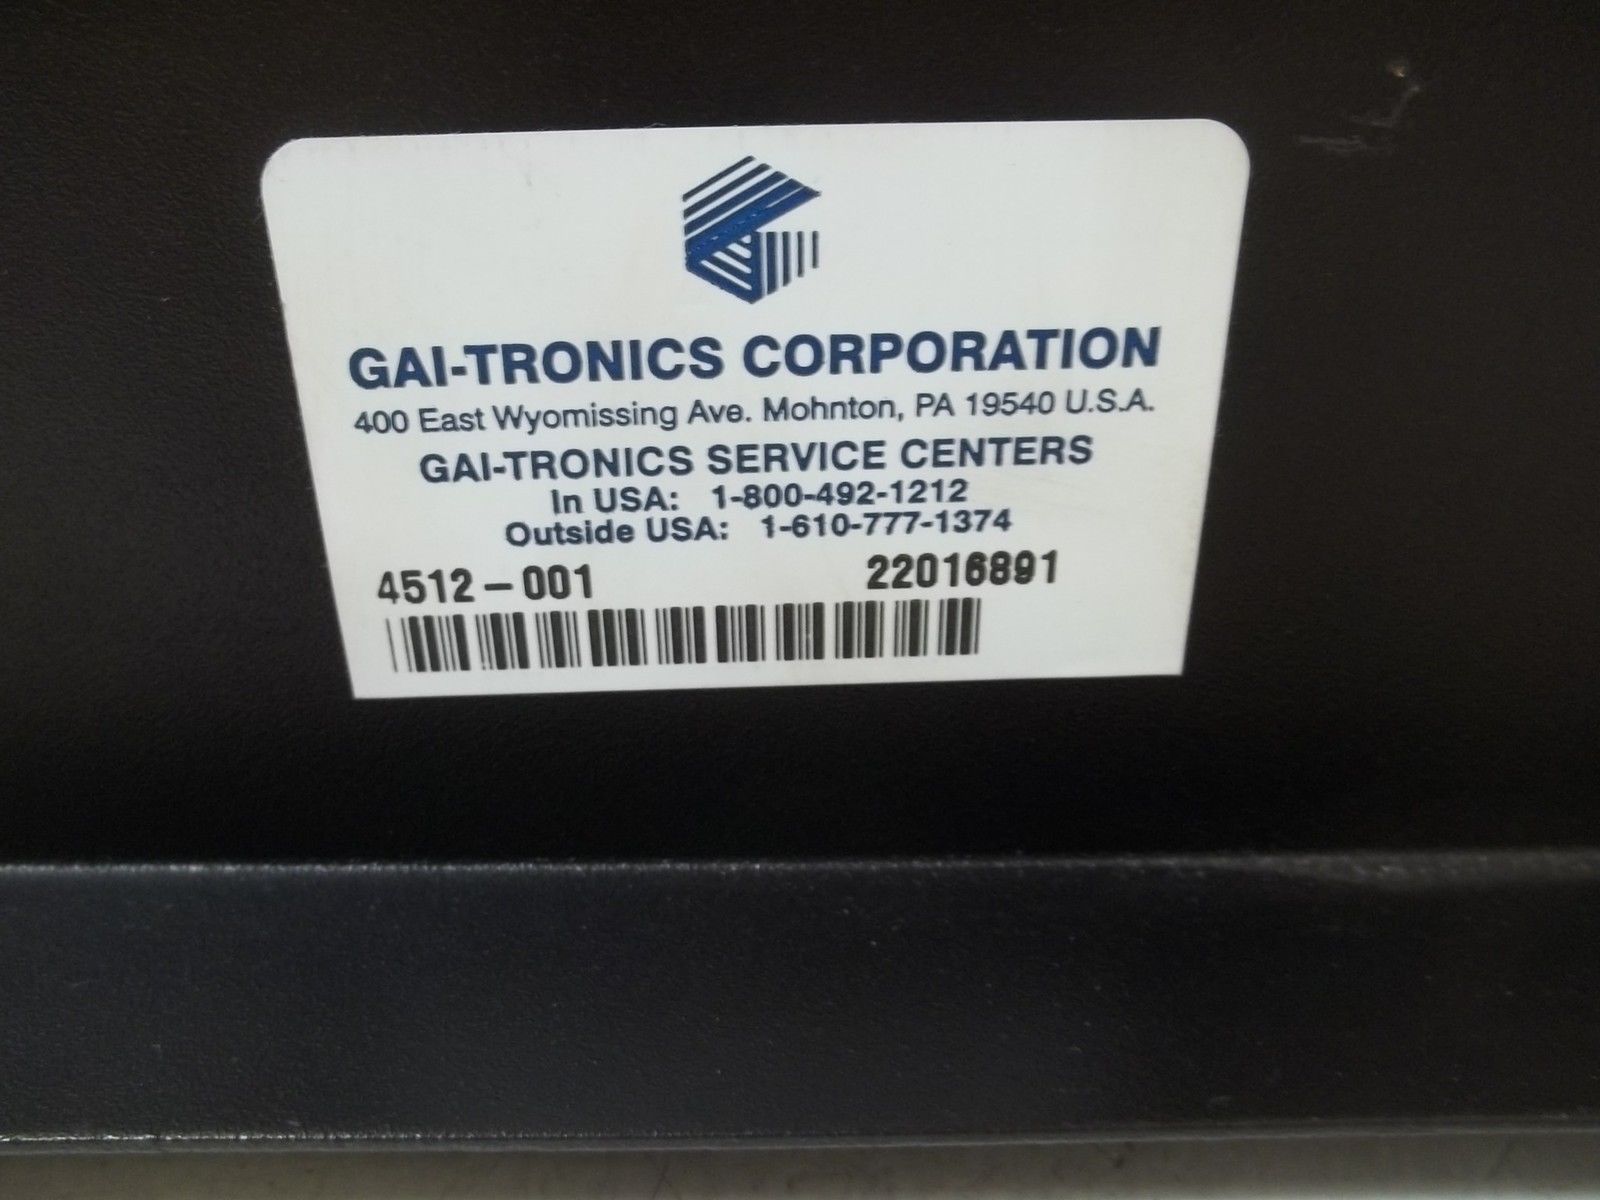 GAI-TRONICS CORPORATION
400 East Wyomissing Ave. Mohnton, PA 19540 U.S.A.
GAI-TRONICS SERVICE CENTERS
In USA: 1-800-492-1212
Outside USA: 1-610-777-1374
4512-001 22016891